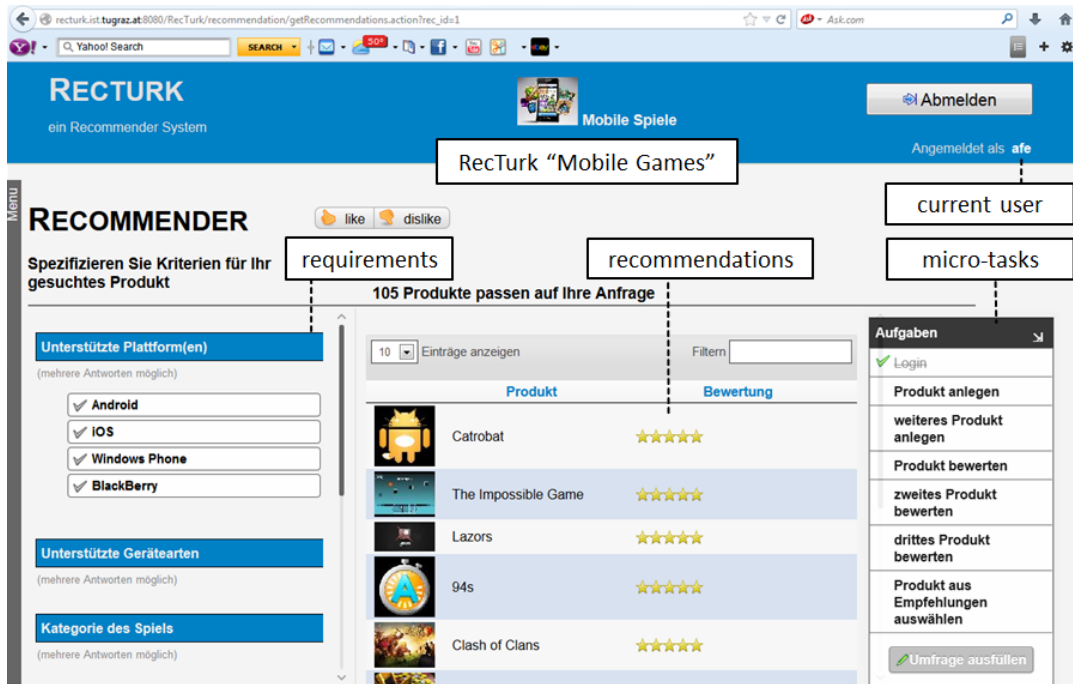 recturk.ist.tugraz.at:8080/RecTurk/recommendation/getRecommendations.action?rec_id=1
Ask.com
Yahoo! Search
SEARCH
50°
RECTURK
ein Recommender System
Mobile Spiele
Abmelden
Angemeldet als afe
RecTurk “Mobile Games”
current user
Menu
RECOMMENDER
like
dislike
requirements
recommendations
micro-tasks
Spezifizieren Sie Kriterien für Ihr
gesuchtes Produkt
105 Produkte passen auf Ihre Anfrage
Unterstützte Plattform(en)
(mehrere Antworten möglich)
Android
iOS
Windows Phone
BlackBerry
Unterstützte Gerätearten
(mehrere Antworten möglich)
Kategorie des Spiels
(mehrere Antworten möglich)
10 Einträge anzeigen
Filtern
Produkt
Bewertung
Catrobat
The Impossible Game
Lazors
94s
Clash of Clans
Aufgaben
Login
Produkt anlegen
weiteres Produkt
anlegen
Produkt bewerten
zweites Produkt
bewerten
drittes Produkt
bewerten
Produkt aus
Empfehlungen
auswählen
Umfrage ausfüllen